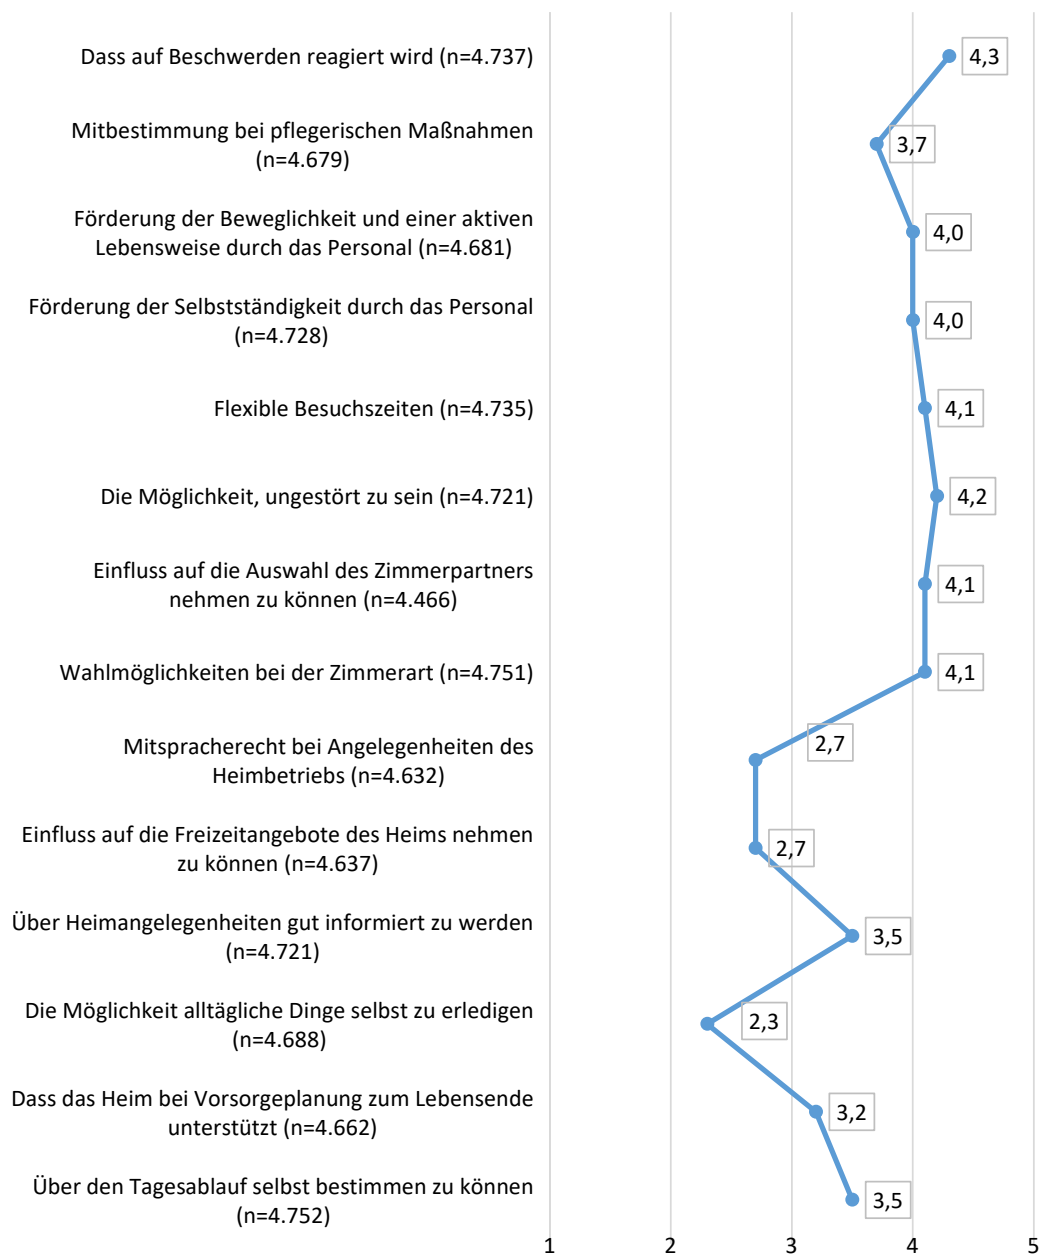 Dass auf Beschwerden reagiert wird (n=4.737)
4,3
Mitbestimmung bei pflegerischen Maßnahmen
(n=4.679)
3,7
Förderung der Beweglichkeit und einer aktiven
Lebensweise durch das Personal (n=4.681)
4,0
Förderung der Selbstständigkeit durch das Personal
(n=4.728)
4,0
Flexible Besuchszeiten (n=4.735)
4,1
Die Möglichkeit, ungestört zu sein (n=4.721)
4,2
Einfluss auf die Auswahl des Zimmerpartners
nehmen zu können (n=4.466)
4,1
Wahlmöglichkeiten bei der Zimmerart (n=4.751)
4,1
Mitspracherecht bei Angelegenheiten des
Heimbetriebs (n=4.632)
2,7
Einfluss auf die Freizeitangebote des Heims nehmen
zu können (n=4.637)
2,7
Über Heimangelegenheiten gut informiert zu werden
(n=4.721)
3,5
Die Möglichkeit alltägliche Dinge selbst zu erledigen
(n=4.688)
2,3
Dass das Heim bei Vorsorgeplanung zum Lebensende
unterstützt (n=4.662)
3,2
Über den Tagesablauf selbst bestimmen zu können
(n=4.752)
3,5
1 2 3 4 5